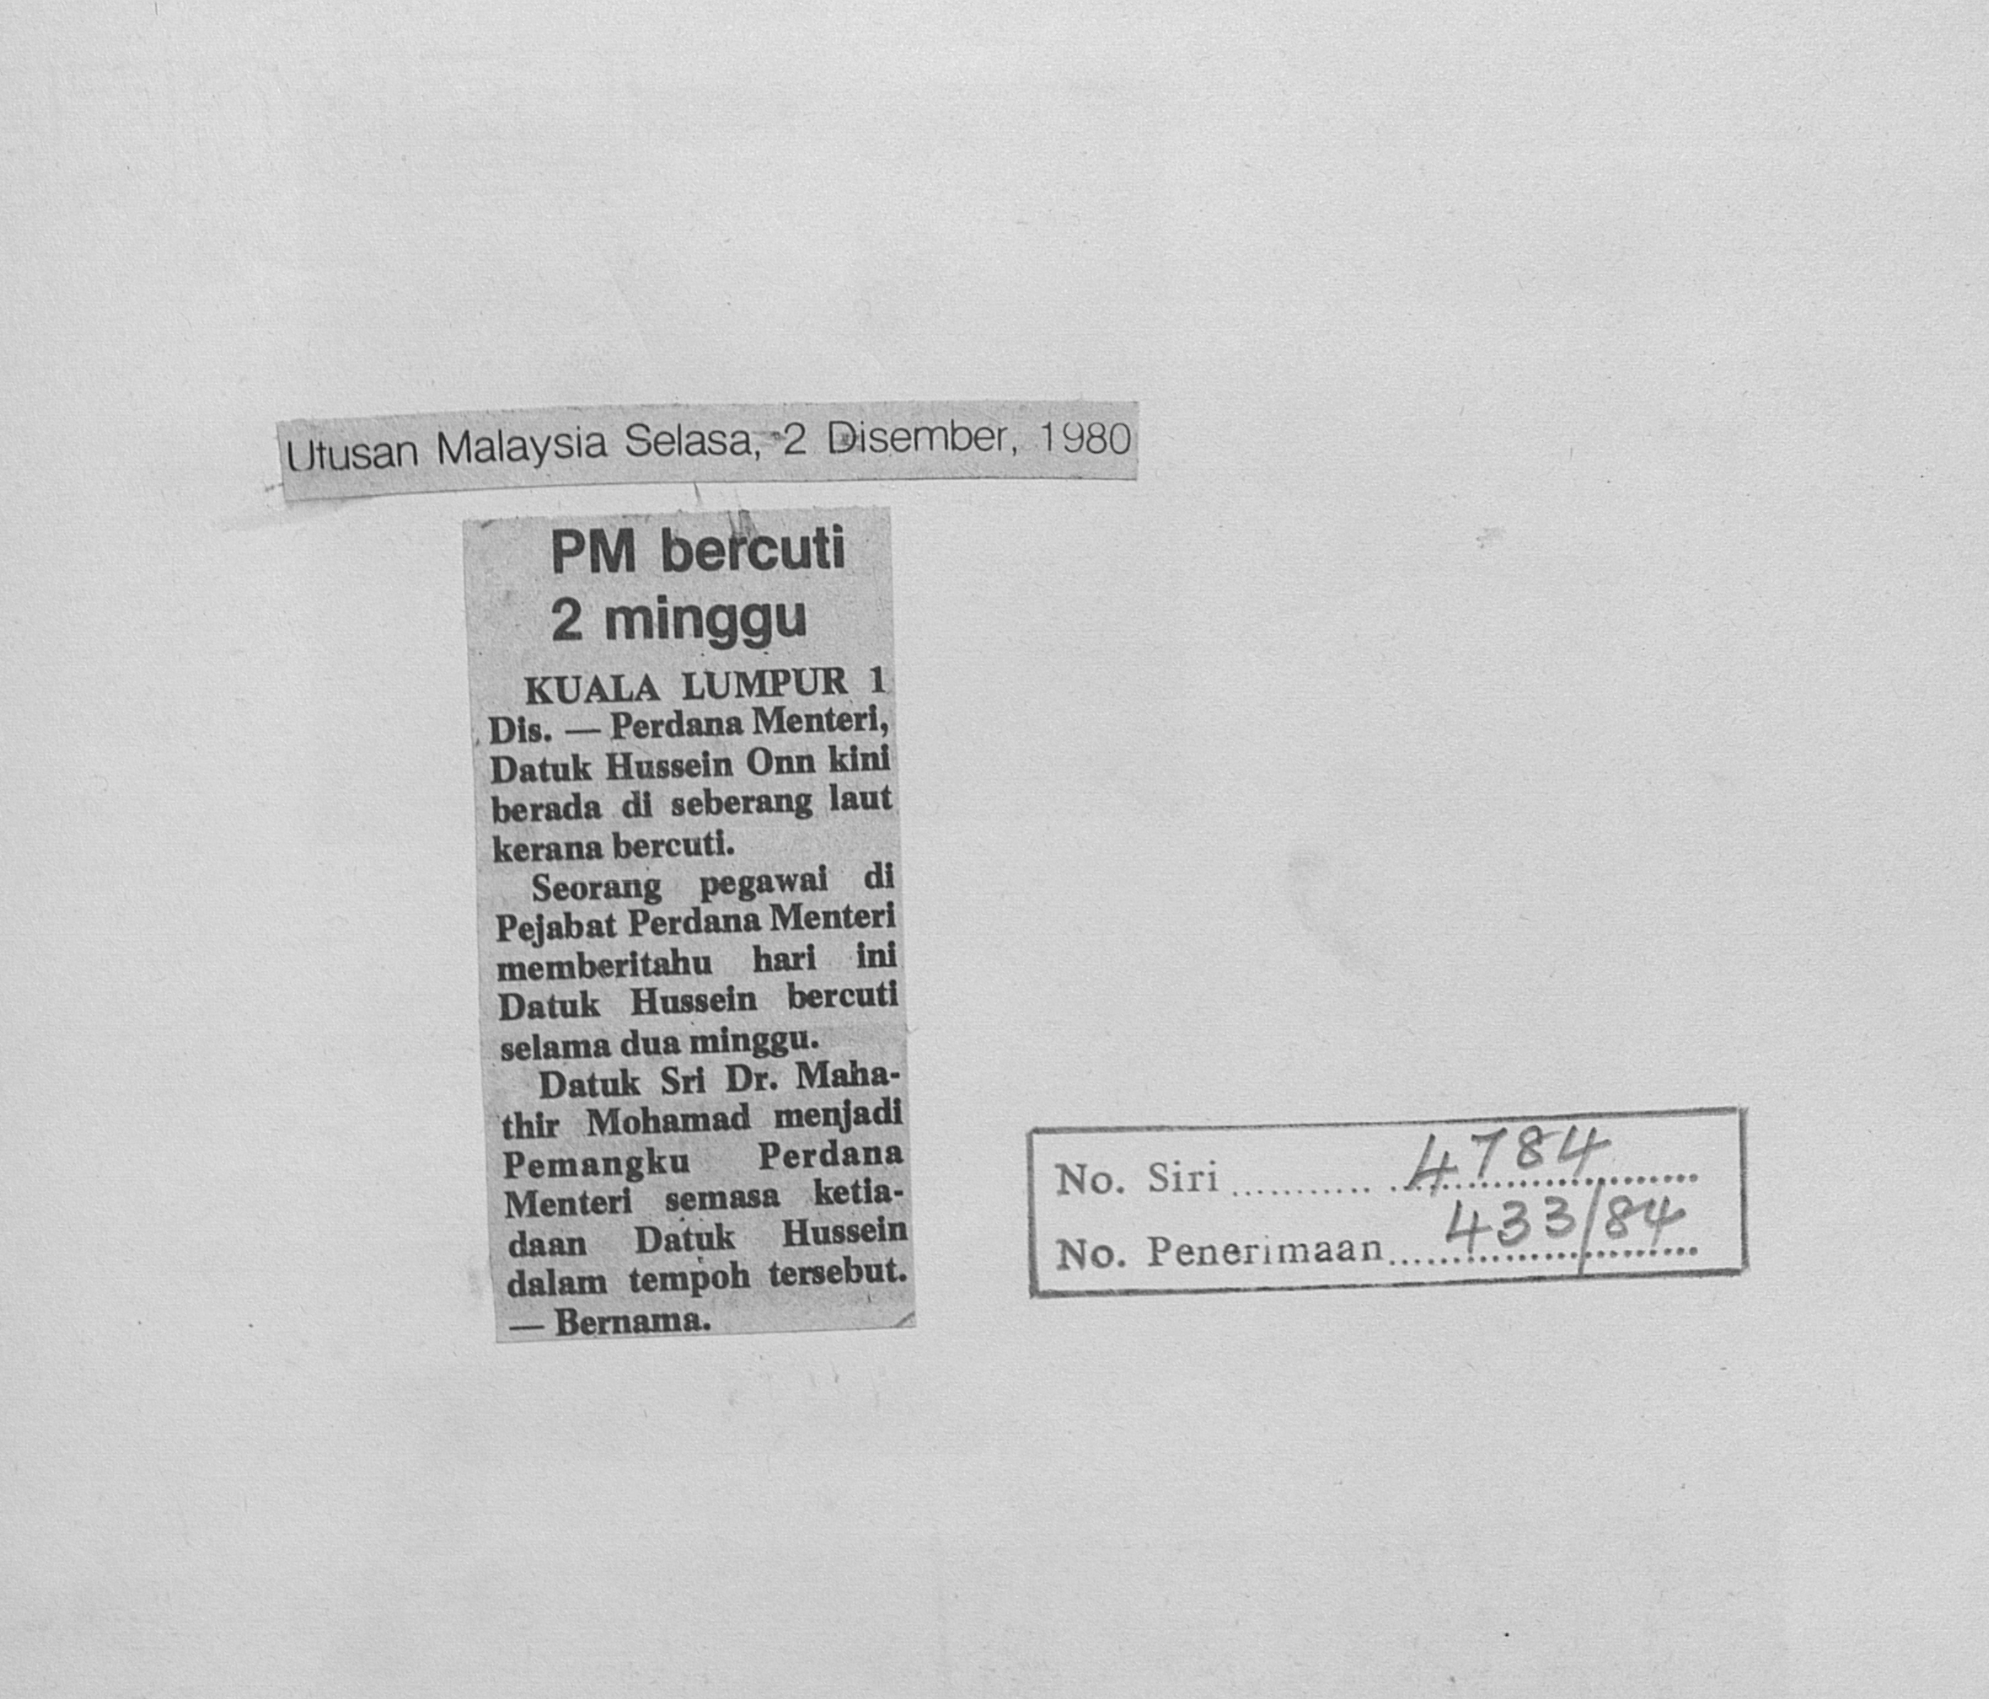 Utusan Malaysia Selasa, 2 Disember, 1980
PM bercuti
2 minggu
KUALA LUMPUR 1
Dis. — Perdana Menteri,
Datuk Hussein Onn kini
berada di seberang laut
kerana bercuti.
Seorang pegawai di
Pejabat Perdana Menteri
memberitahu hari ini
Datuk Hussein bercuti
selama dua minggu.
Datuk Sri Dr. Maha-
thir Mohamad menjadi
Pemangku Perdana
Menteri semasa ketia-
daan Datuk Hussein
dalam tempoh tersebut.
— Bernama.
No. Siri ........... 4784
No. Penerimaan.... 433/84